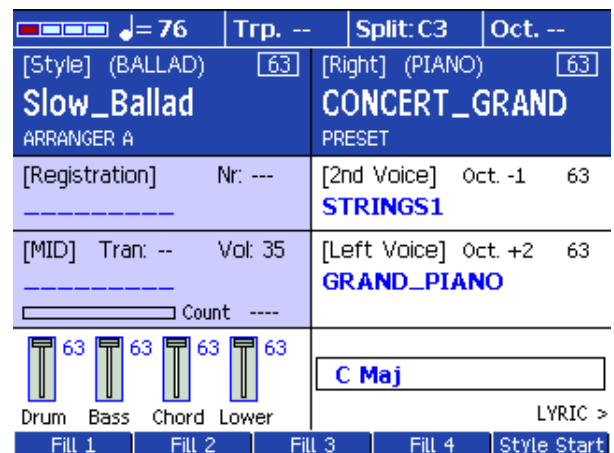 ♩= 76 Trp. -- Split: C3 Oct. --
[Style] (BALLAD) 63 [Right] (PIANO) 63
Slow_Ballad CONCERT_GRAND
ARRANGER A PRESET
[Registration] Nr: --- [2nd Voice] Oct. -1 63
_________ STRINGS1
[MID] Tran: -- Vol: 35 [Left Voice] Oct. +2 63
_________ GRAND_PIANO
Count ----
63 63 63 63
C Maj
Drum Bass Chord Lower LYRIC >
Fill 1 Fill 2 Fill 3 Fill 4 Style Start